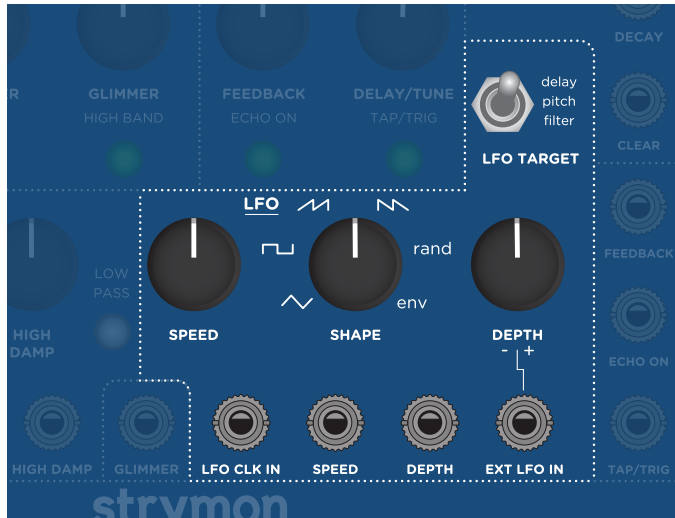 DECAY
GLIMMER
FEEDBACK
DELAY/TUNE
HIGH BAND
ECHO ON
TAP/TRIG
delay
pitch
filter
CLEAR
LFO TARGET
LFO
rand
env
FEEDBACK
LOW
PASS
HIGH
DAMP
SPEED
SHAPE
DEPTH
- +
ECHO ON
HIGH DAMP
GLIMMER
LFO CLK IN
SPEED
DEPTH
EXT LFO IN
TAP/TRIG
strymon